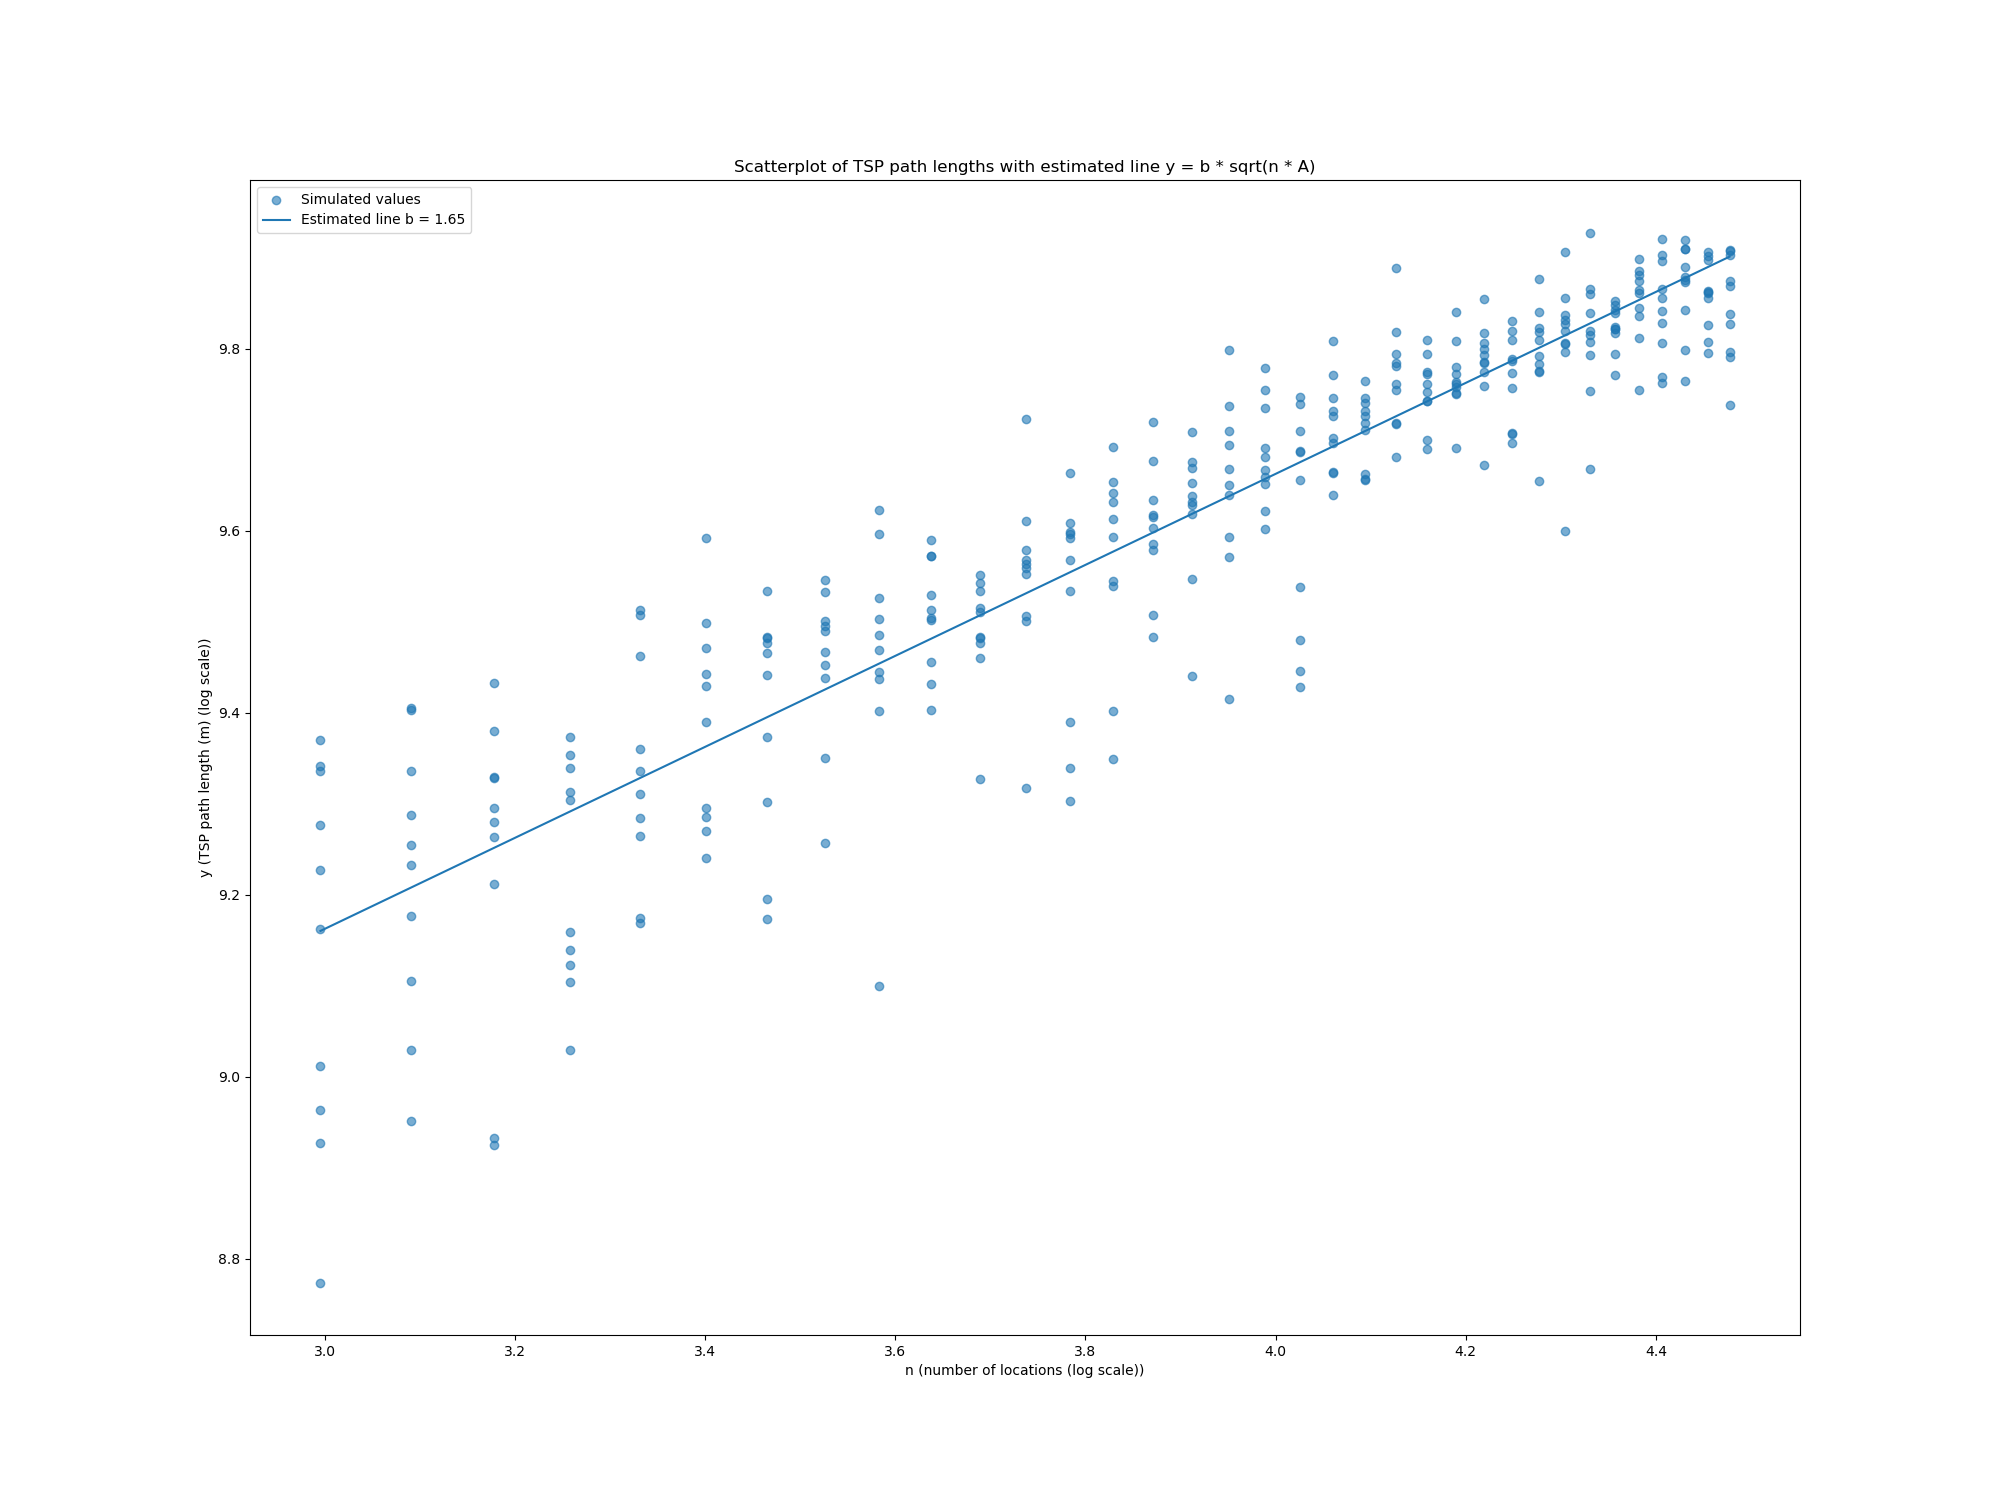 Scatterplot of TSP path lengths with estimated line y = b * sqrt(n * A)
Simulated values
Estimated line b = 1.65
y (TSP path length (m) (log scale))
9.8
9.6
9.4
9.2
9.0
8.8
3.0 3.2 3.4 3.6 3.8 4.0 4.2 4.4
n (number of locations (log scale))